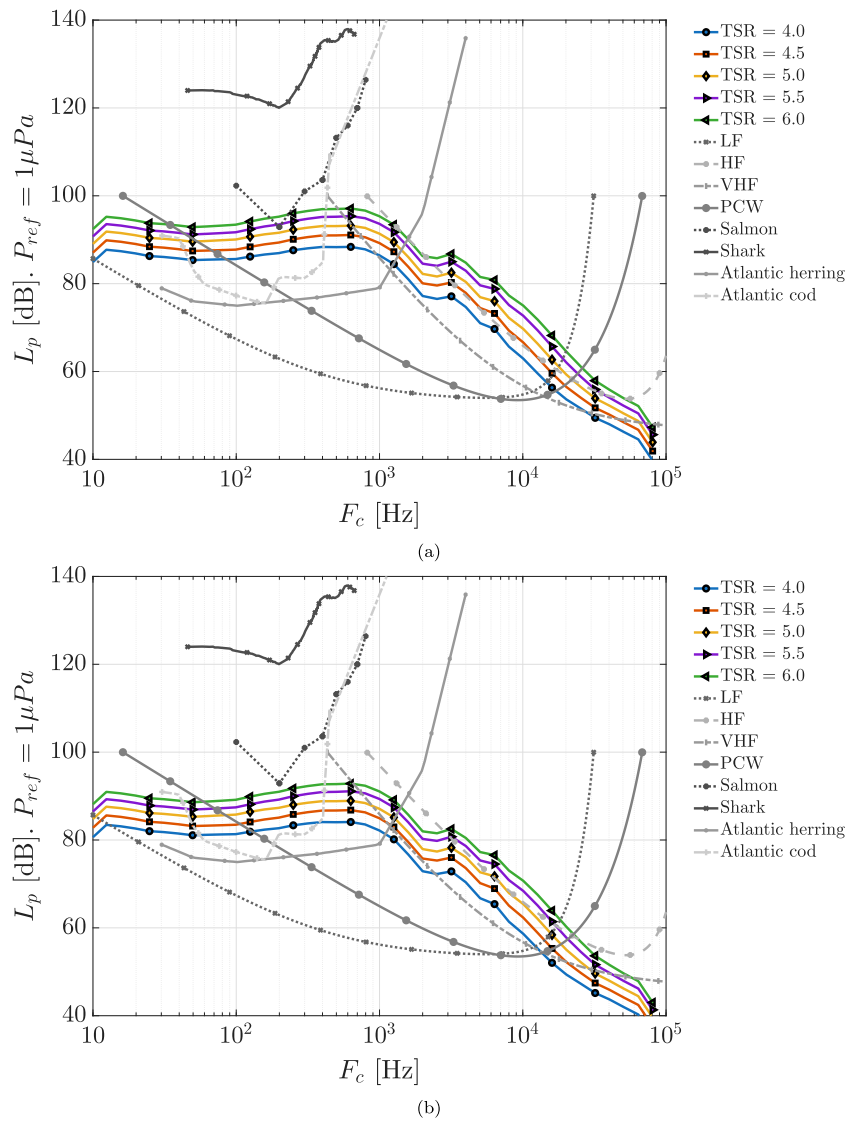 140
120
100
80
60
40
L_p [dB]. P_ref = 1μPa
10 10^2 10^3 10^4 10^5
F_c [Hz]
TSR = 4.0
TSR = 4.5
TSR = 5.0
TSR = 5.5
TSR = 6.0
LF
HF
VHF
PCW
Salmon
Shark
Atlantic herring
Atlantic cod
(a)
140
120
100
80
60
40
L_p [dB]. P_ref = 1μPa
10 10^2 10^3 10^4 10^5
F_c [Hz]
TSR = 4.0
TSR = 4.5
TSR = 5.0
TSR = 5.5
TSR = 6.0
LF
HF
VHF
PCW
Salmon
Shark
Atlantic herring
Atlantic cod
(b)